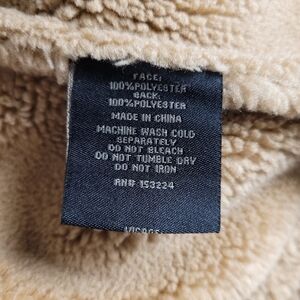 FACE:
100%POLYESTER
BACK:
100%POLYESTER
MADE IN CHINA
MACHINE WASH COLD
SEPARATELY
DO NOT BLEACH
DO NOT TUMBLE DRY
DO NOT IRON
RN# 153224